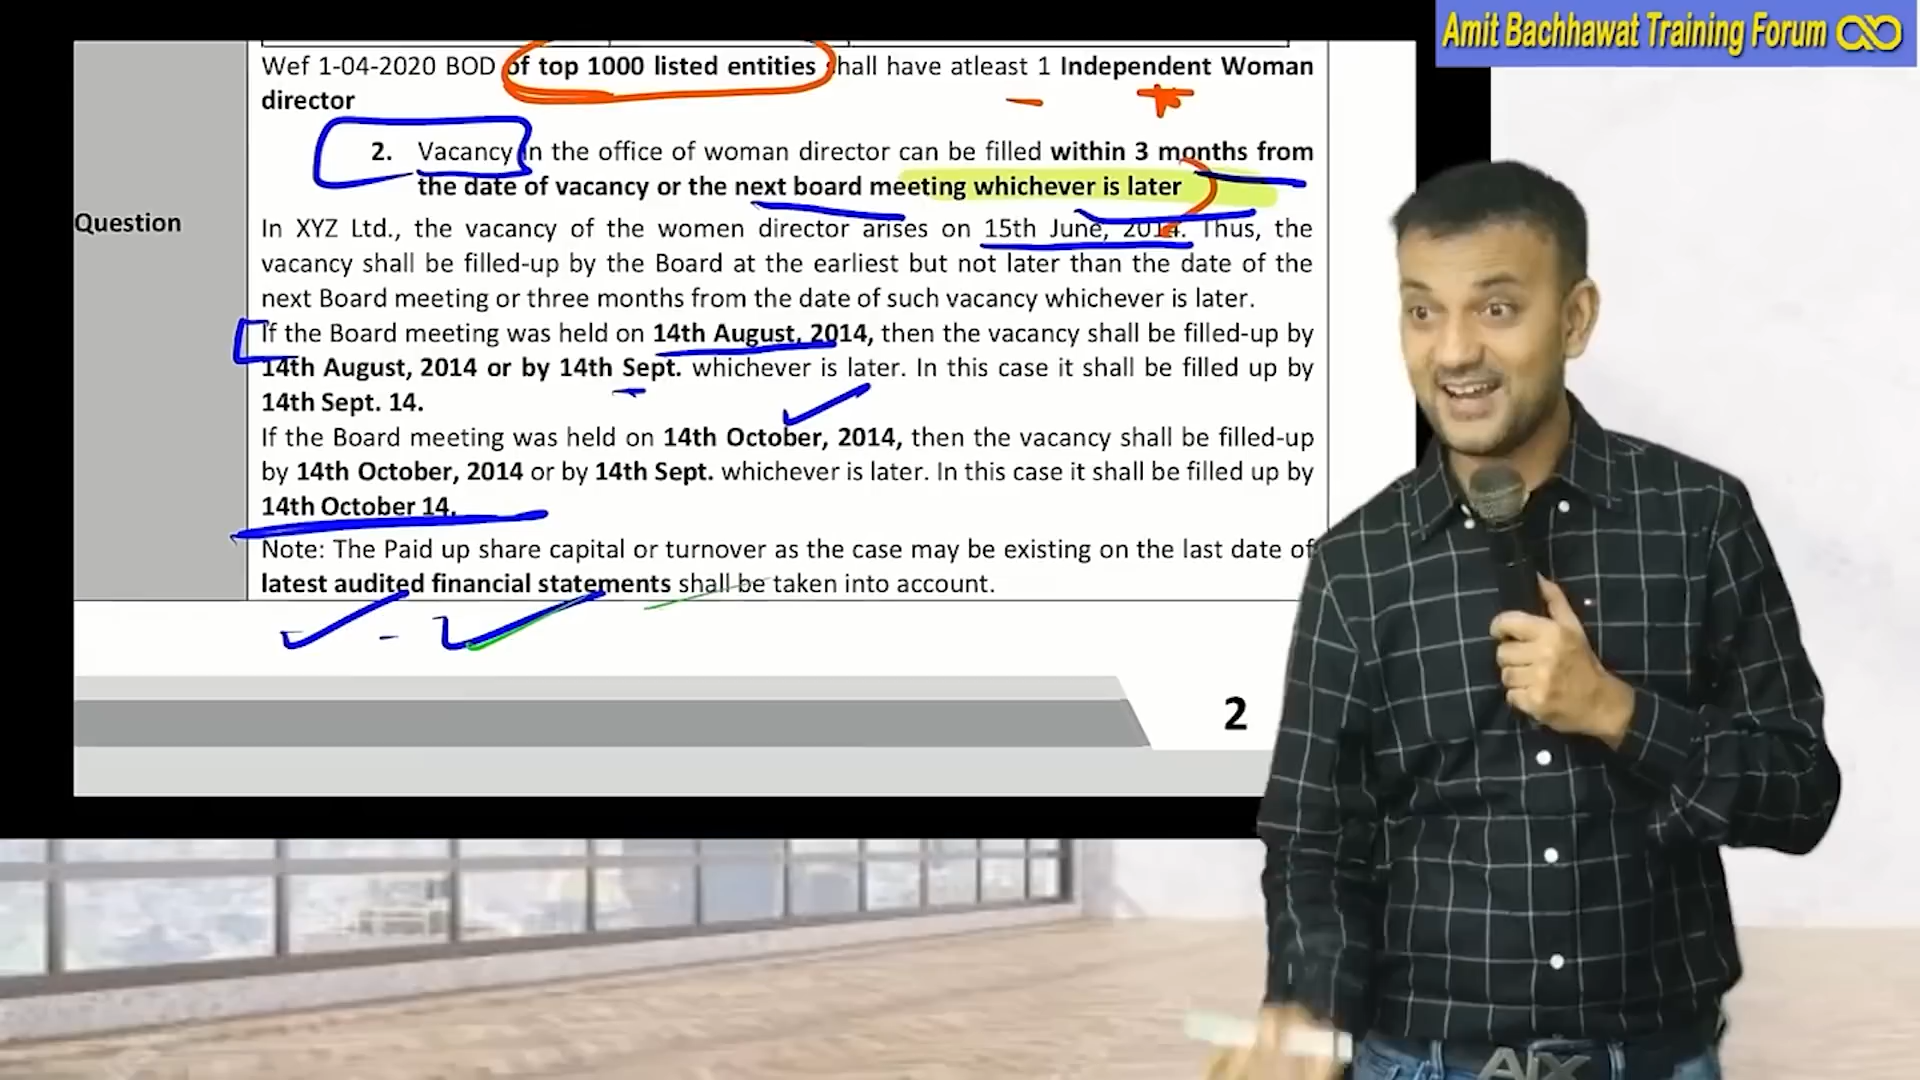 Amit Bachhawat Training Forum
Wef 1-04-2020 BOD of top 1000 listed entities shall have atleast 1 Independent Woman
director
2. Vacancy in the office of woman director can be filled within 3 months from
the date of vacancy or the next board meeting whichever is later
Question
In XYZ Ltd., the vacancy of the women director arises on 15th June, 2014. Thus, the
vacancy shall be filled-up by the Board at the earliest but not later than the date of the
next Board meeting or three months from the date of such vacancy whichever is later.
If the Board meeting was held on 14th August, 2014, then the vacancy shall be filled-up by
14th August, 2014 or by 14th Sept. whichever is later. In this case it shall be filled up by
14th Sept. 14.
If the Board meeting was held on 14th October, 2014, then the vacancy shall be filled-up
by 14th October, 2014 or by 14th Sept. whichever is later. In this case it shall be filled up by
14th October 14.
Note: The Paid up share capital or turnover as the case may be existing on the last date of
latest audited financial statements shall be taken into account.
2